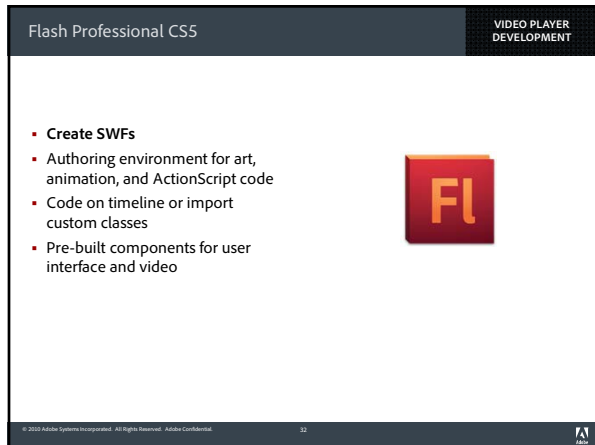 Flash Professional CS5
VIDEO PLAYER
DEVELOPMENT
▪ Create SWFs
▪ Authoring environment for art,
animation, and ActionScript code
▪ Code on timeline or import
custom classes
▪ Pre-built components for user
interface and video
Fl
© 2010 Adobe Systems Incorporated. All Rights Reserved. Adobe Confidential.
32
Adobe